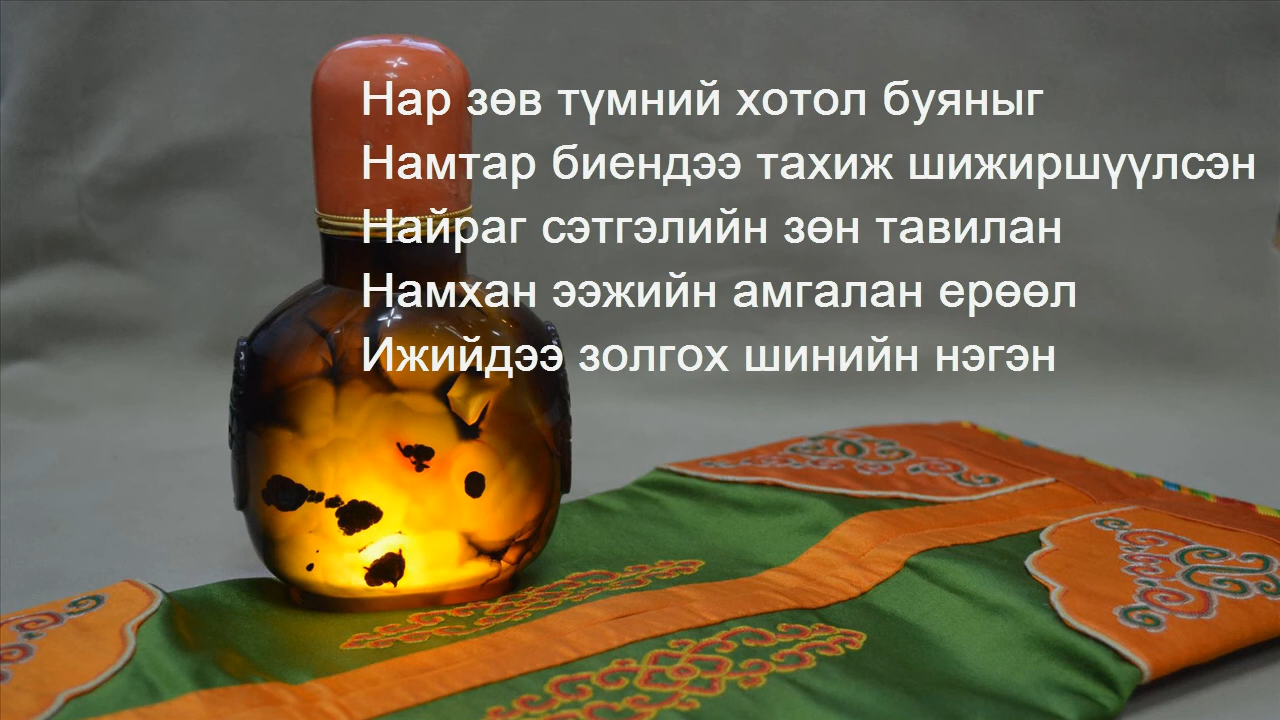 Нар зөв түмний хотол буяныг
Намтар биендээ тахиж шижиршүүлсэн
Найраг сэтгэлийн зөн тавилан
Намхан ээжийн амгалан ерөөл
Ижийдээ золгох шинийн нэгэн